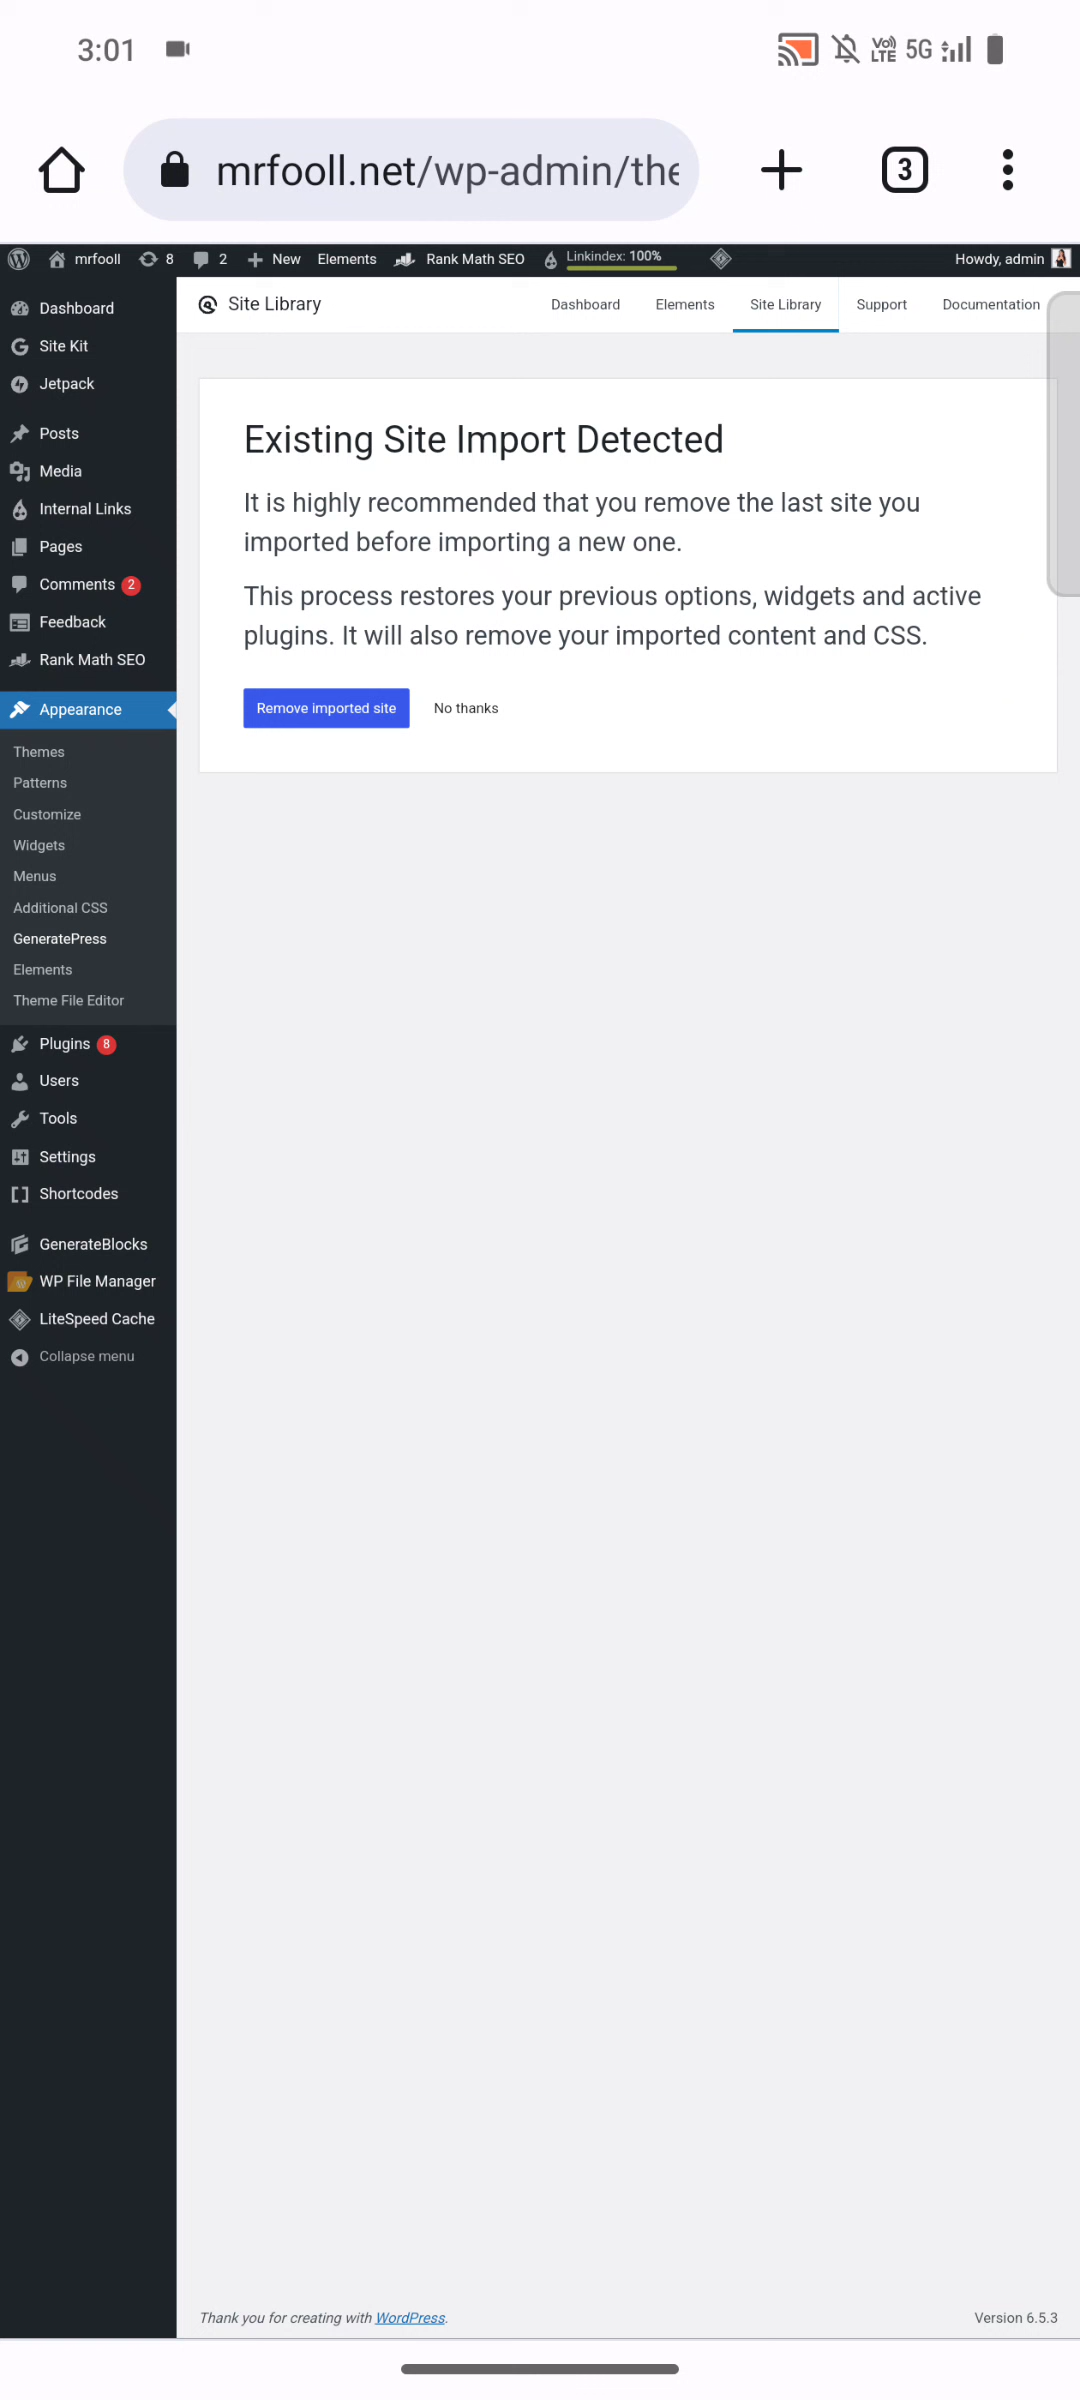 3:01
Vo)
LTE
5G
mrfooll.net/wp-admin/the
3
mrfooll
8
2
New
Elements
Rank Math SEO
Linkindex: 100%
Howdy, admin
Dashboard
Site Kit
Jetpack
Posts
Media
Internal Links
Pages
Comments 2
Feedback
Rank Math SEO
Appearance
Themes
Patterns
Customize
Widgets
Menus
Additional CSS
GeneratePress
Elements
Theme File Editor
Plugins 8
Users
Tools
Settings
Shortcodes
GenerateBlocks
WP File Manager
LiteSpeed Cache
Collapse menu
Site Library
Dashboard
Elements
Site Library
Support
Documentation
Existing Site Import Detected
It is highly recommended that you remove the last site you
imported before importing a new one.
This process restores your previous options, widgets and active
plugins. It will also remove your imported content and CSS.
Remove imported site
No thanks
Thank you for creating with WordPress.
Version 6.5.3